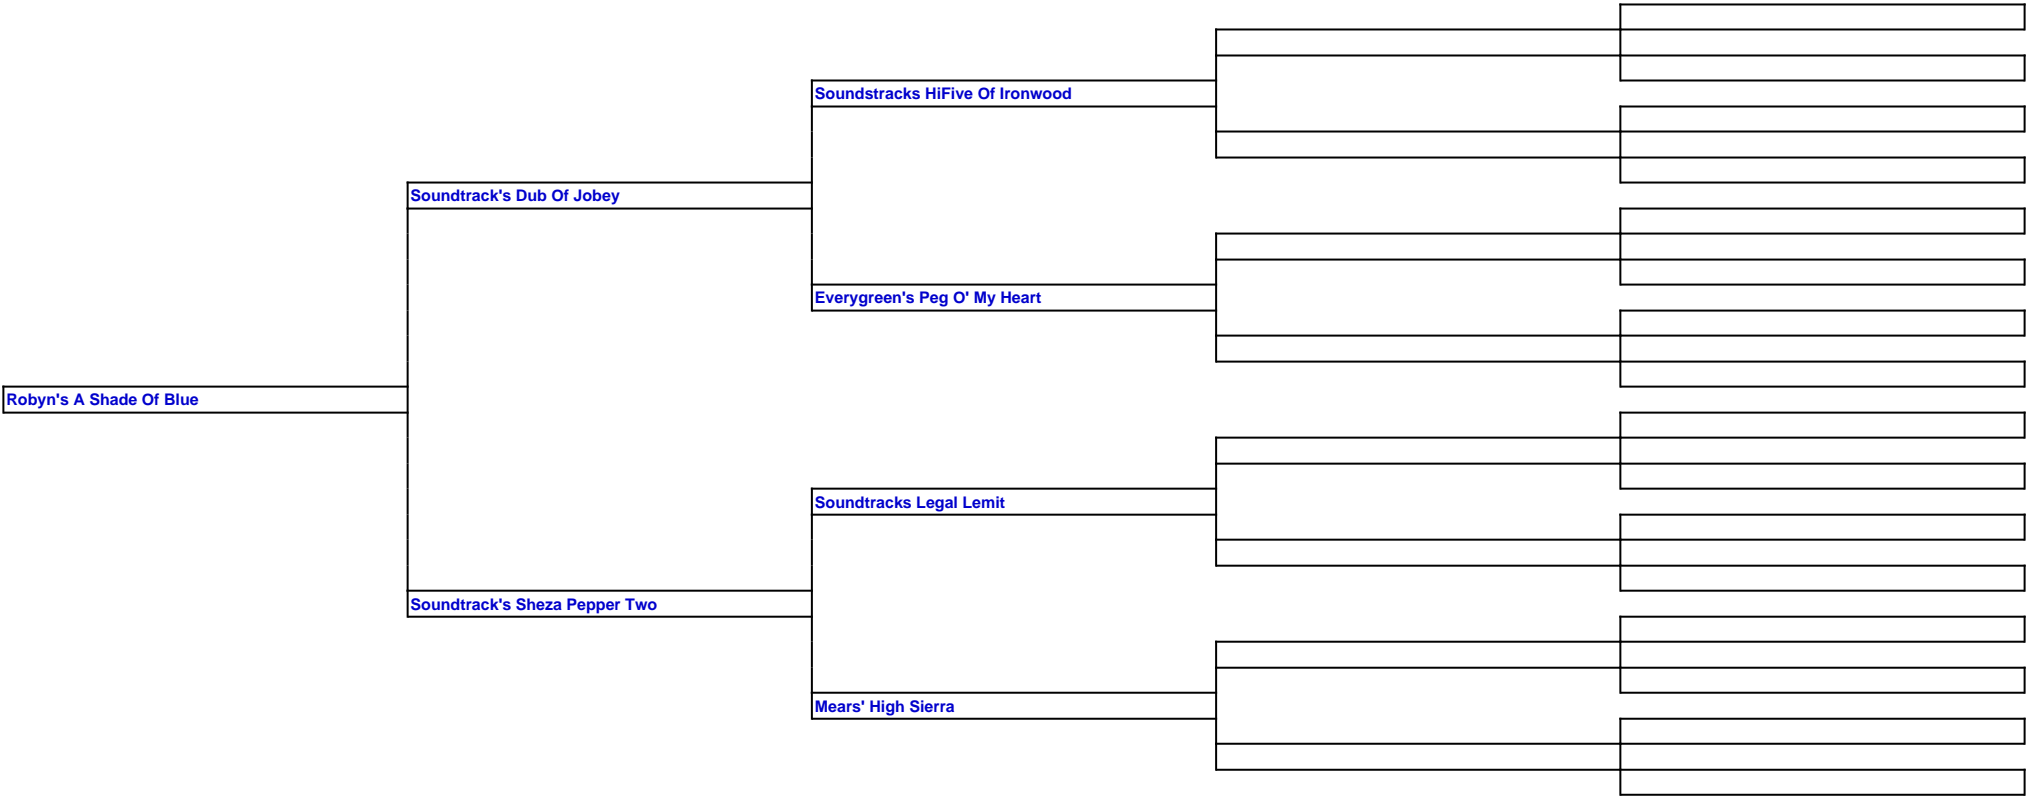 Soundstracks HiFive Of Ironwood
Soundtrack's Dub Of Jobey
Everygreen's Peg O' My Heart
Robyn's A Shade Of Blue
Soundtracks Legal Lemit
Soundtrack's Sheza Pepper Two
Mears' High Sierra